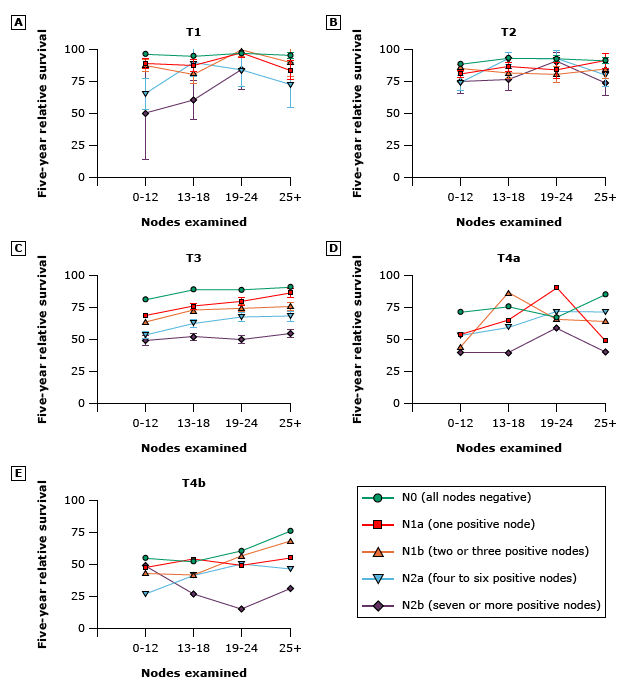 A
T1
Five-year relative survival
100
75
50
25
0
0-12 13-18 19-24 25+
Nodes examined
B
T2
Five-year relative survival
100
75
50
25
0
0-12 13-18 19-24 25+
Nodes examined
C
T3
Five-year relative survival
100
75
50
25
0
0-12 13-18 19-24 25+
Nodes examined
D
T4a
Five-year relative survival
100
75
50
25
0
0-12 13-18 19-24 25+
Nodes examined
E
T4b
Five-year relative survival
100
75
50
25
0
0-12 13-18 19-24 25+
Nodes examined
N0 (all nodes negative)
N1a (one positive node)
N1b (two or three positive nodes)
N2a (four to six positive nodes)
N2b (seven or more positive nodes)